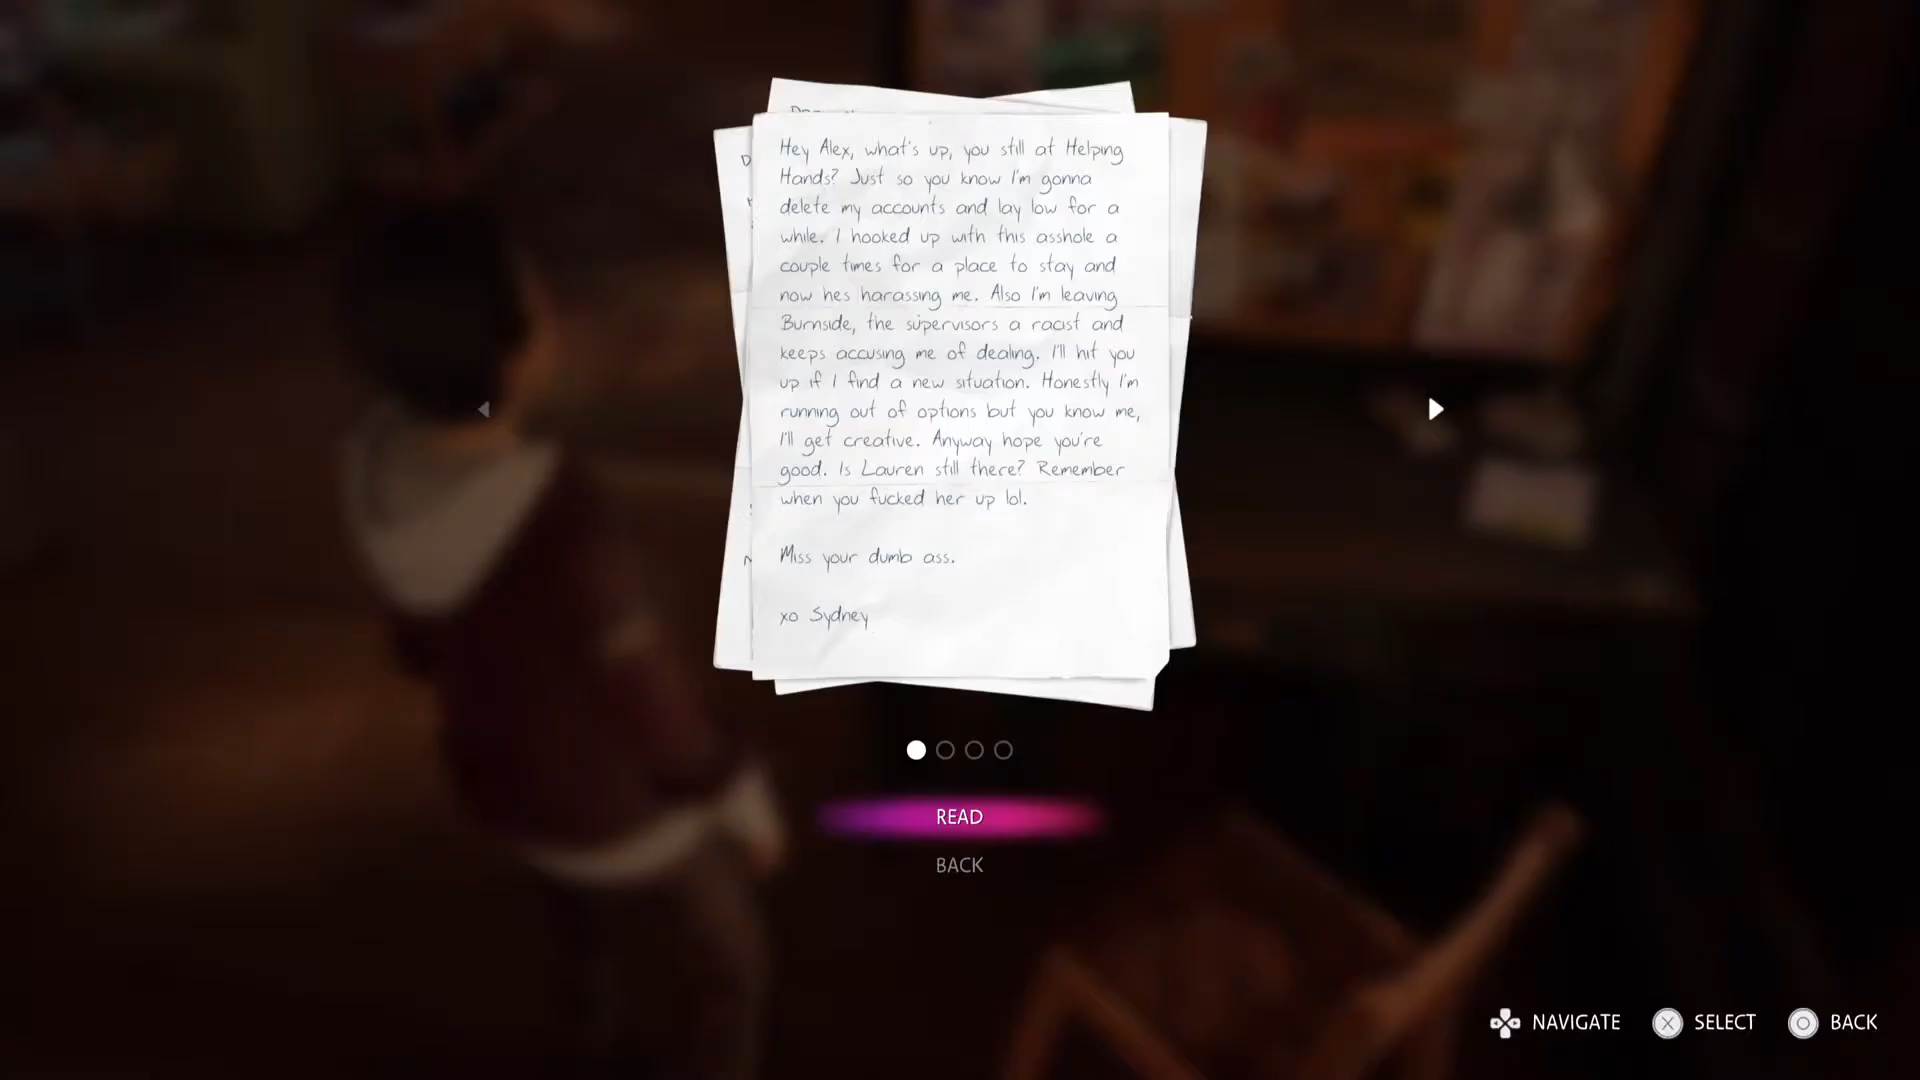 Hey Alex, what's up, you still at Helping
Hands? Just so you know I'm gonna
delete my accounts and lay low for a
while. I hooked up with this asshole a
couple times for a place to stay and
now hes harassing me. Also I'm leaving
Burnside, the supervisors a racist and
keeps accusing me of dealing. I'll hit you
up if I find a new situation. Honestly I'm
running out of options but you know me,
I'll get creative. Anyway hope you're
good. Is Lauren still there? Remember
when you fucked her up lol.
Miss your dumb ass.
xo Sydney
READ
BACK
NAVIGATE SELECT BACK